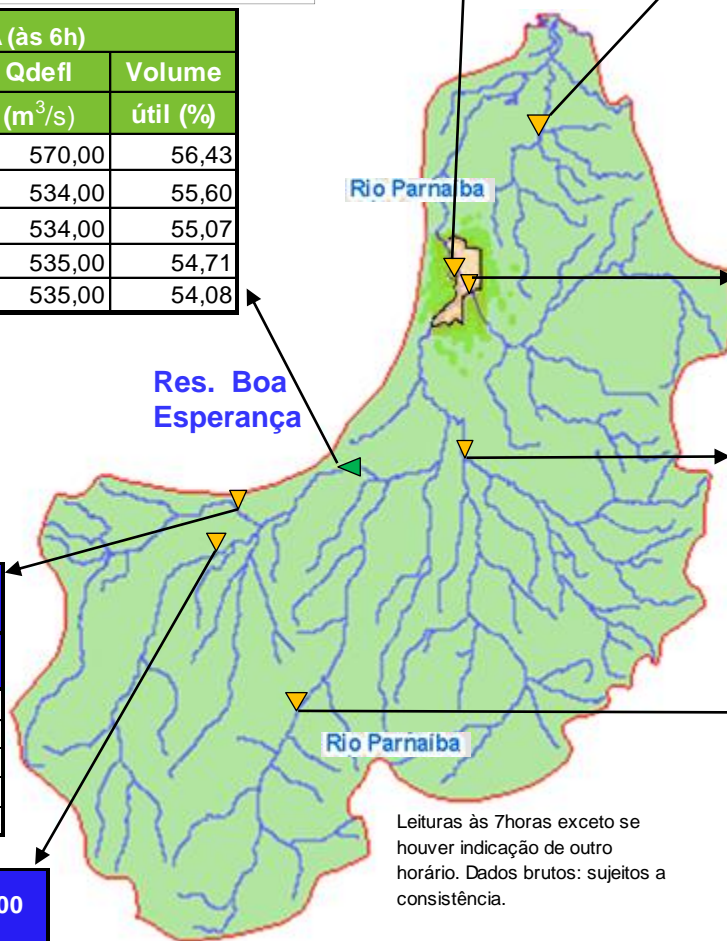 (às 6h)
Qdefl Volume
(m³/s) útil (%)
570,00 56,43
534,00 55,60
534,00 55,07
535,00 54,71
535,00 54,08
Rio Parnaíba
Res. Boa
Esperança
Rio Parnaíba
Leituras às 7horas exceto se
houver indicação de outro
horário. Dados brutos: sujeitos a
consistência.
00